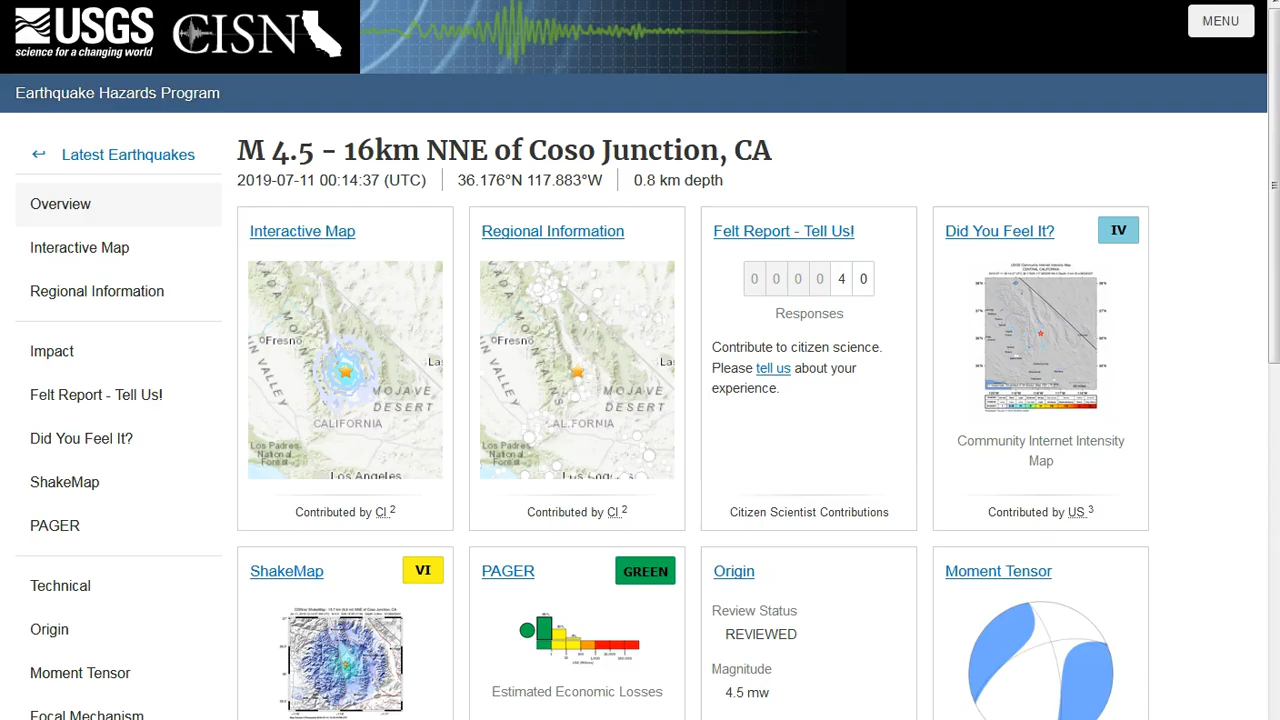 USGS
science for a changing world
CISN
MENU
Earthquake Hazards Program
Latest Earthquakes
Overview
Interactive Map
Regional Information
Impact
Felt Report - Tell Us!
Did You Feel It?
ShakeMap
PAGER
Technical
Origin
Moment Tensor
Focal Mechanism
M 4.5 - 16km NNE of Coso Junction, CA
2019-07-11 00:14:37 (UTC)
36.176°N 117.883°W
0.8 km depth
Interactive Map
Fresno
MOJAVE
DESERT
CALIFORNIA
Los Padres
National
Forest
Los Angeles
Contributed by CI 2
Regional Information
Fresno
MOJAVE
DESERT
Los Padres
National
Forest
Los Angeles
Contributed by CI 2
Felt Report - Tell Us!
0 0 0 0 4 0
Responses
Contribute to citizen science.
Please tell us about your
experience.
Citizen Scientist Contributions
Did You Feel It?
IV
Community Internet Intensity
Map
Contributed by US 3
ShakeMap
VI
PAGER
GREEN
Estimated Economic Losses
Origin
Review Status
REVIEWED
Magnitude
4.5 mw
Moment Tensor